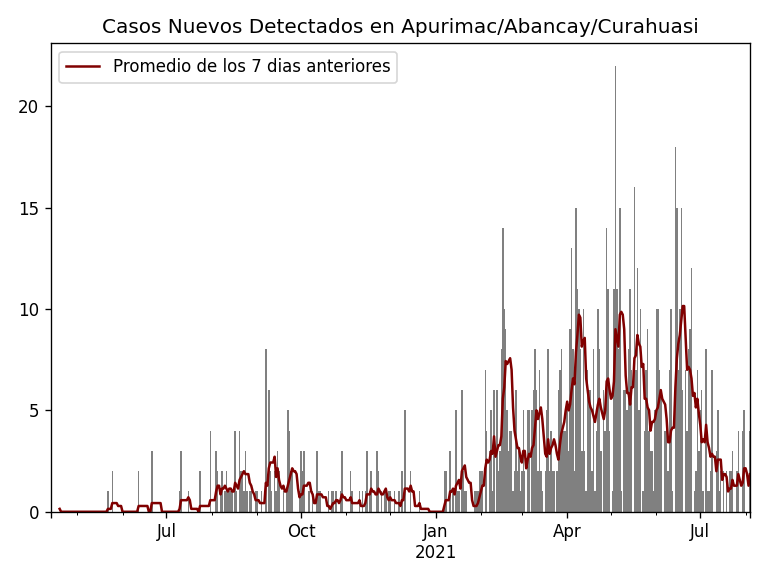 Casos Nuevos Detectados en Apurimac/Abancay/Curahuasi
Promedio de los 7 dias anteriores
20
15
10
5
0
Jul
Oct
Jan
Apr
Jul
2021